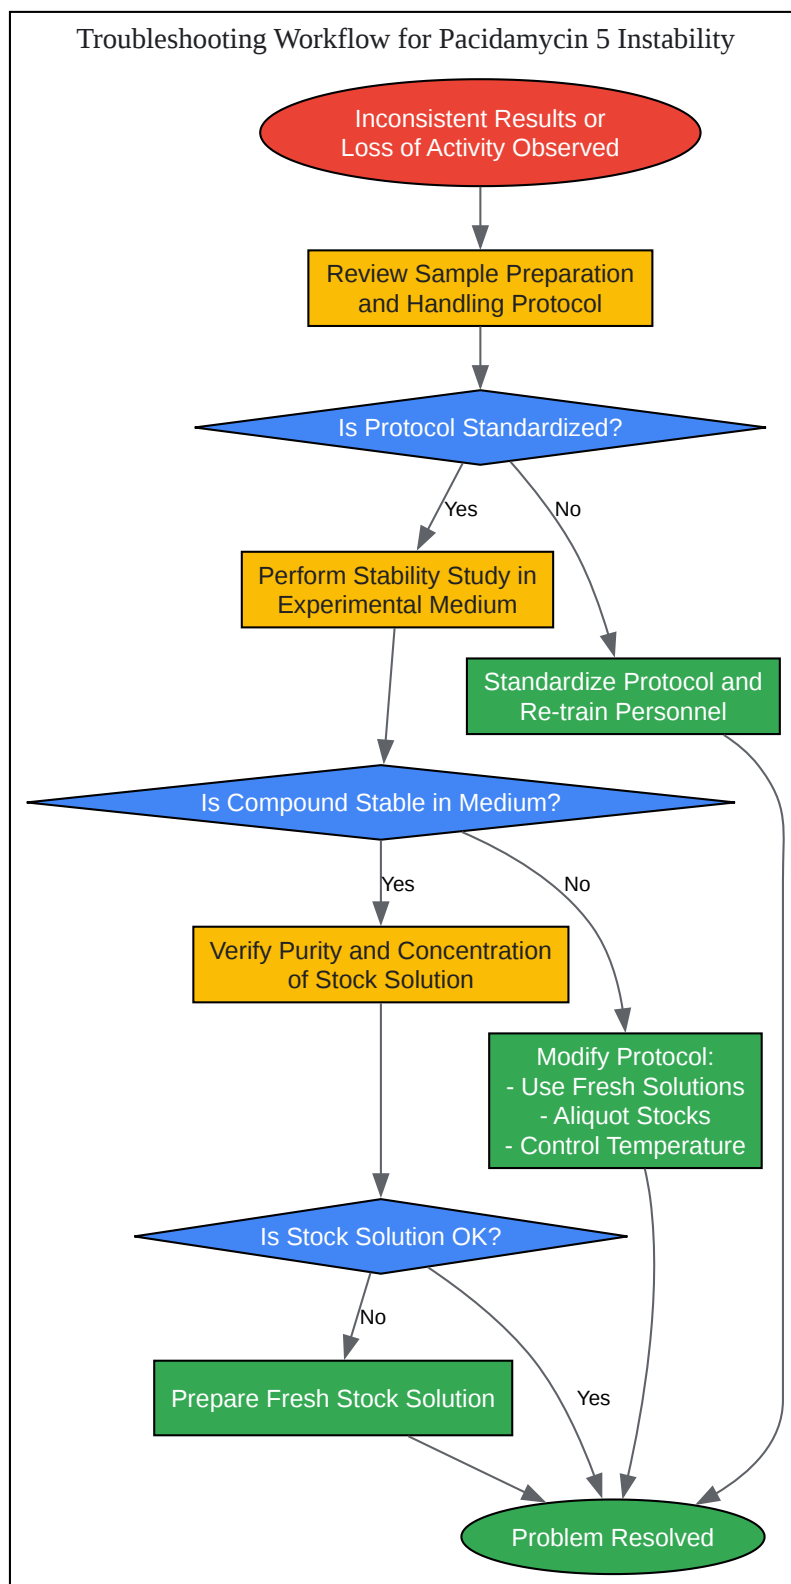 Troubleshooting Workflow for Pacidamycin 5 Instability
Inconsistent Results or
Loss of Activity Observed
Review Sample Preparation
and Handling Protocol
Is Protocol Standardized?
Yes
No
Perform Stability Study in
Experimental Medium
Standardize Protocol and
Re-train Personnel
Is Compound Stable in Medium?
Yes
No
Verify Purity and Concentration
of Stock Solution
Modify Protocol:
- Use Fresh Solutions
- Aliquot Stocks
- Control Temperature
Is Stock Solution OK?
No
Yes
Prepare Fresh Stock Solution
Problem Resolved